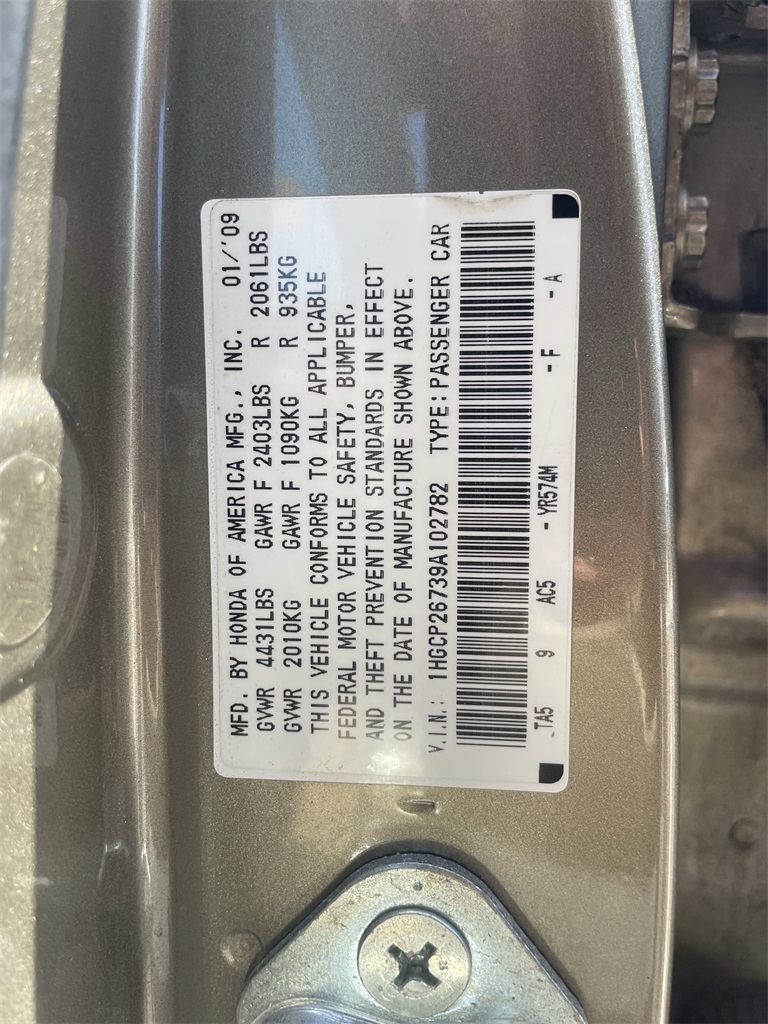 MFD. BY HONDA OF AMERICA MFG., INC. 01/'09
GVWR 4431LBS GAWR F 2403LBS R 2061LBS
GVWR 2010KG GAWR F 1090KG R 935KG
THIS VEHICLE CONFORMS TO ALL APPLICABLE
FEDERAL MOTOR VEHICLE SAFETY, BUMPER,
AND THEFT PREVENTION STANDARDS IN EFFECT
ON THE DATE OF MANUFACTURE SHOWN ABOVE.
V.I.N.: 1HGCP26739A102782 TYPE:PASSENGER CAR
TA5 9 AC5 - YR574M - F - A